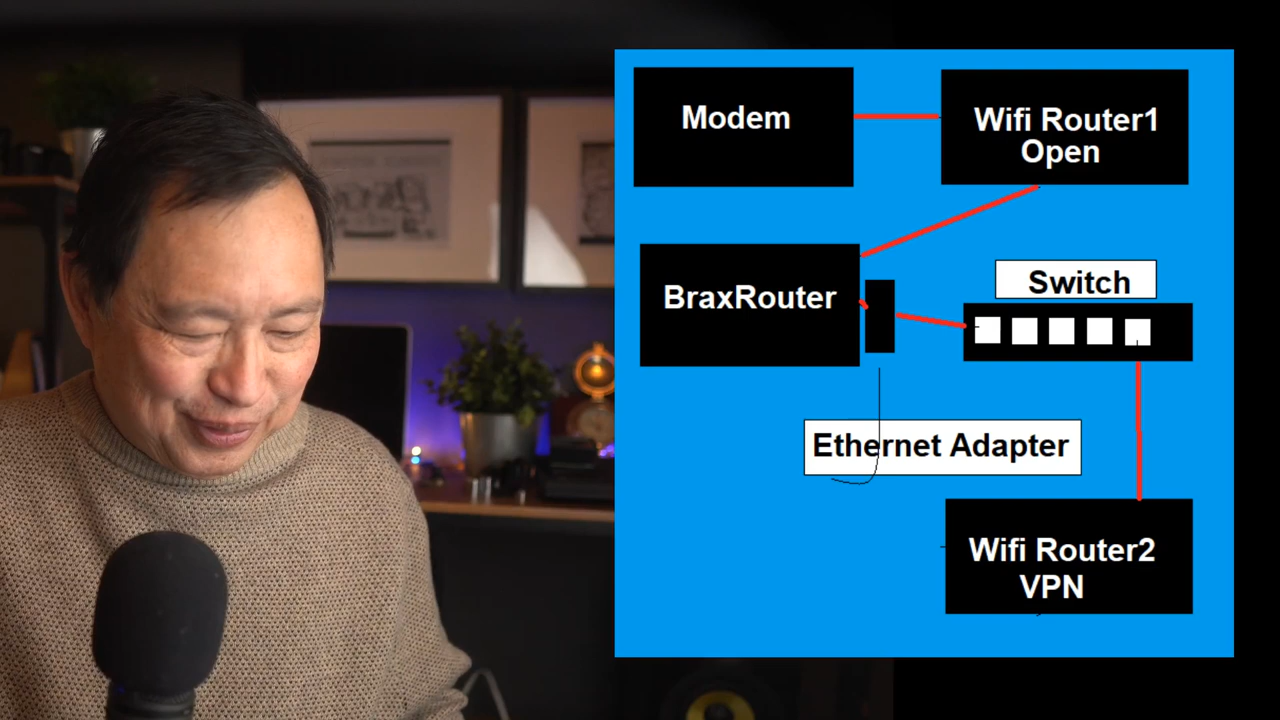 Modem
Wifi Router1
Open
BraxRouter
Switch
Ethernet Adapter
Wifi Router2
VPN